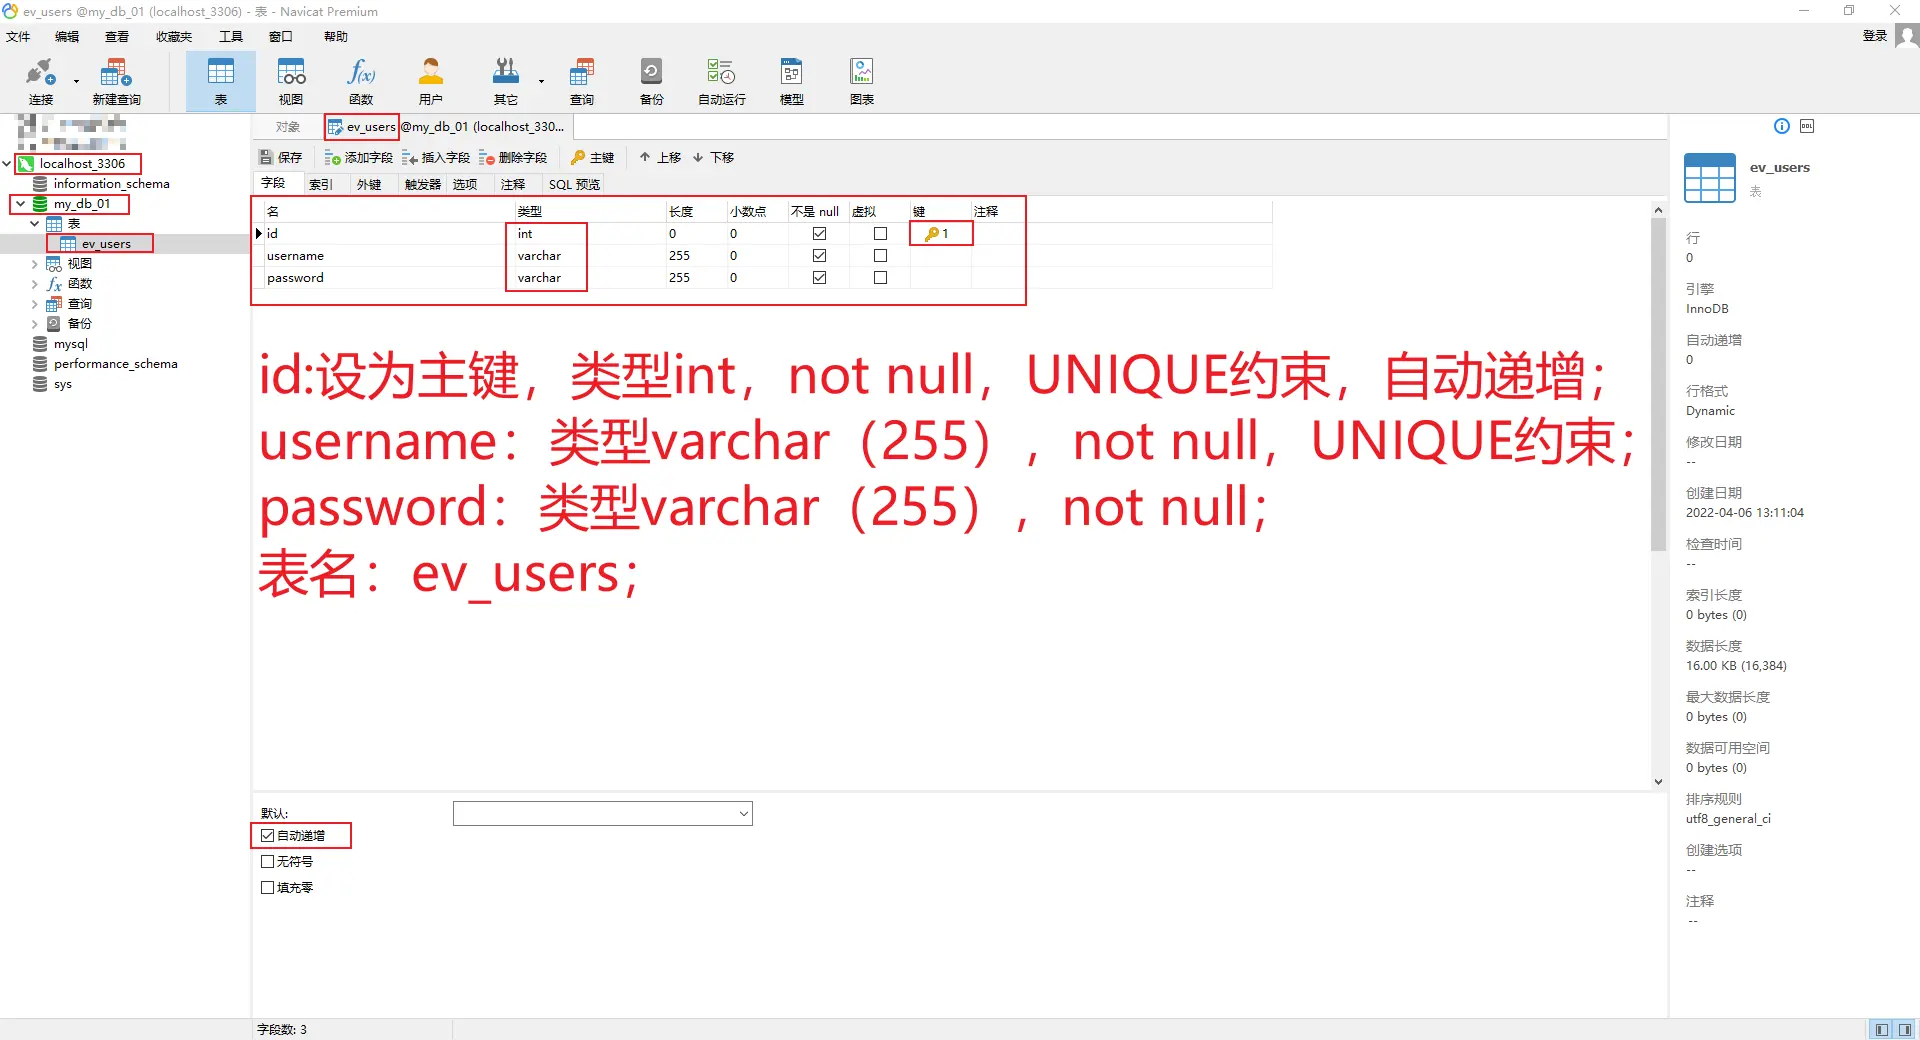 ev_users @my_db_01 (localhost_3306) - 表 - Navicat Premium
文件 编辑 查看 收藏夹 工具 窗口 帮助 登录
连接 新建查询 表 视图 函数 用户 其它 查询 备份 自动运行 模型 图表
localhost_3306
information_schema
my_db_01
表
ev_users
视图
函数
查询
备份
mysql
performance_schema
sys
对象 ev_users @my_db_01 (localhost_330...
保存 添加字段 插入字段 删除字段 主键 上移 下移
字段 索引 外键 触发器 选项 注释 SQL 预览
名 类型 长度 小数点 不是 null 虚拟 键 注释
id int 0 0 1
username varchar 255 0
password varchar 255 0
id:设为主键，类型int，not null，UNIQUE约束，自动递增；
username：类型varchar（255），not null，UNIQUE约束；
password：类型varchar（255），not null；
表名：ev_users；
默认:
自动递增
无符号
填充零
字段数: 3
DDL
ev_users
表
行
0
引擎
InnoDB
自动递增
0
行格式
Dynamic
修改日期
--
创建日期
2022-04-06 13:11:04
检查时间
--
索引长度
0 bytes (0)
数据长度
16.00 KB (16,384)
最大数据长度
0 bytes (0)
数据可用空间
0 bytes (0)
排序规则
utf8_general_ci
创建选项
--
注释
--